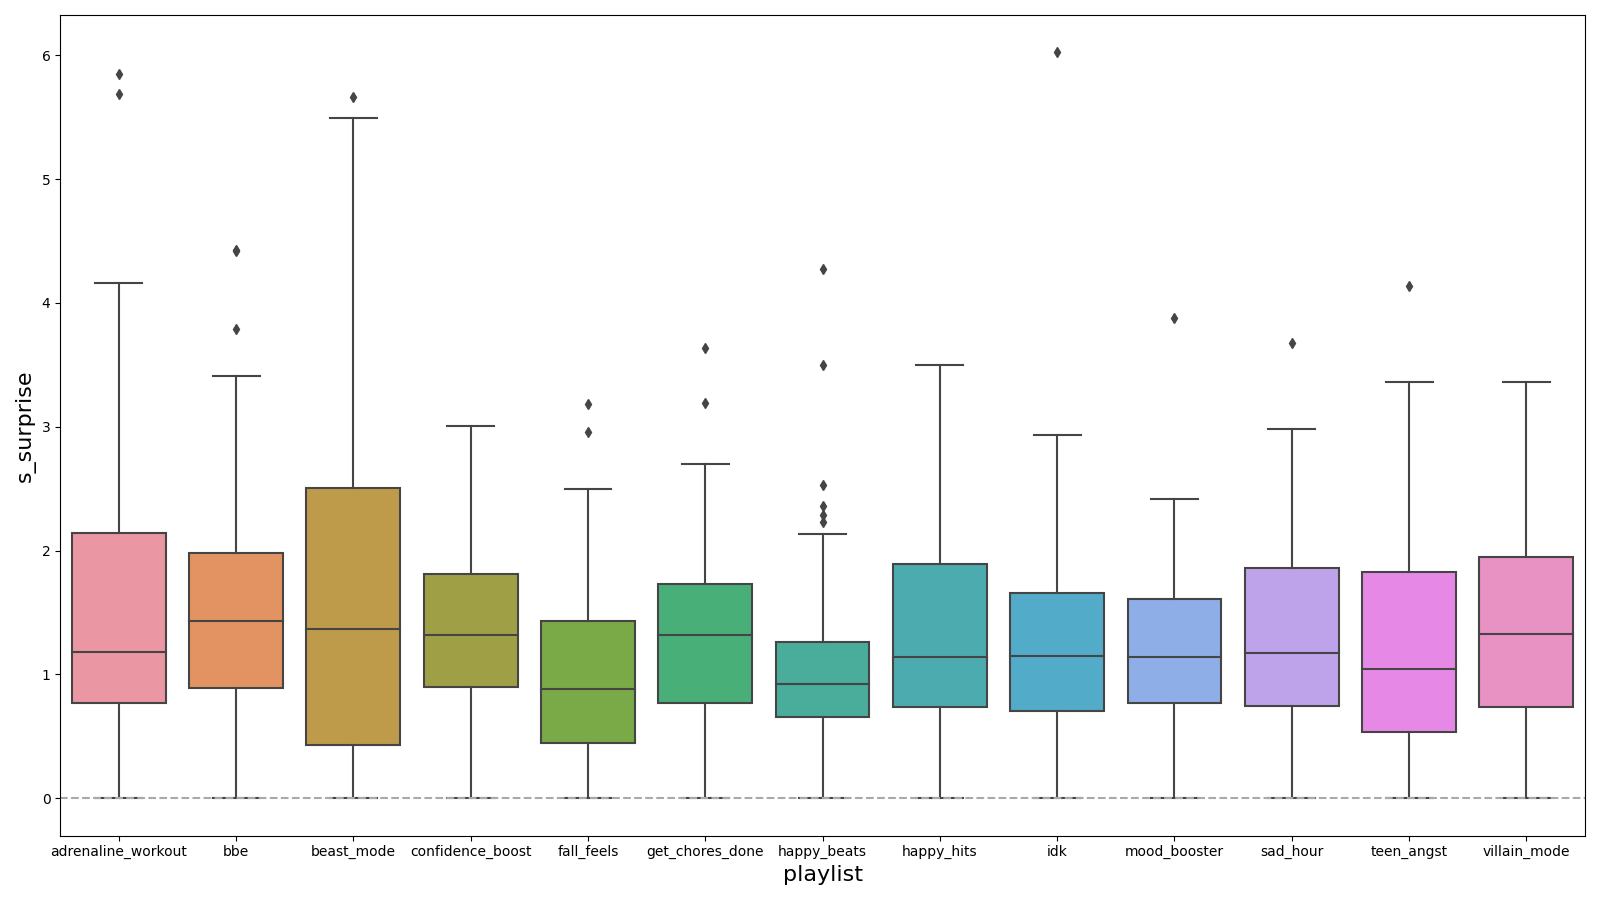 s_surprise
6
5
4
3
2
1
0
adrenaline_workout bbe beast_mode confidence_boost fall_feels get_chores_done happy_beats happy_hits idk mood_booster sad_hour teen_angst villain_mode
playlist